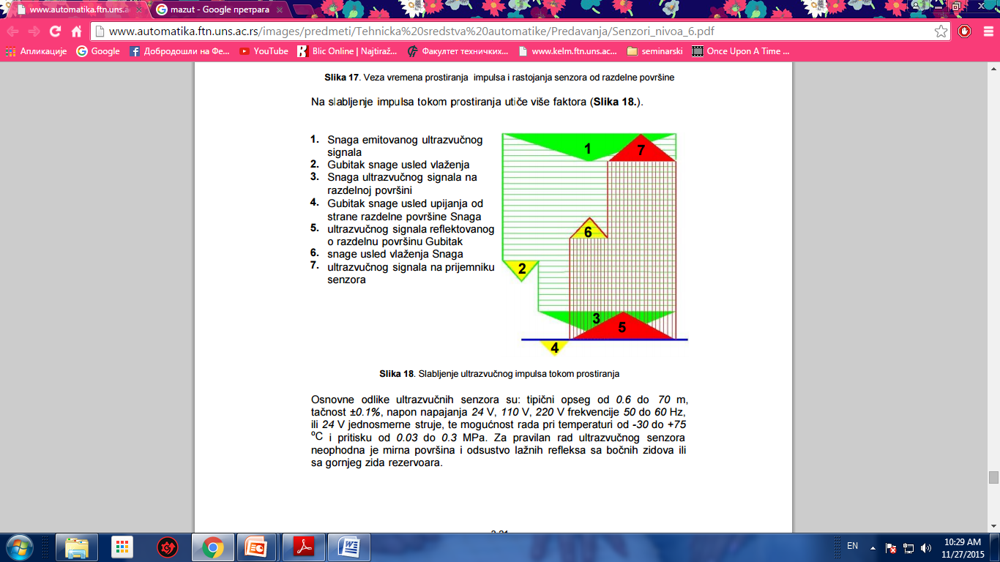 www.automatika.ftn.uns.ac
mazut - Google претрага
www.automatika.ftn.uns.ac.rs/images/predmeti/Tehnicka%20sredstva%20automatike/Predavanja/Senzori_nivoa_6.pdf
Апликације
Google
Добродошли на Фе...
YouTube
Blic Online | Najtiraž...
Факултет техничких...
www.kelm.ftn.uns.ac...
seminarski
Once Upon A Time ...
Slika 17. Veza vremena prostiranja impulsa i rastojanja senzora od razdelne površine
Na slabljenje impulsa tokom prostiranja utiče više faktora (Slika 18.).
1. Snaga emitovanog ultrazvučnog
signala
2. Gubitak snage usled vlaženja
3. Snaga ultrazvučnog signala na
razdelnoj površini
4. Gubitak snage usled upijanja od
strane razdelne površine Snaga
5. ultrazvučnog signala reflektovanog
o razdelnu površinu Gubitak
6. snage usled vlaženja Snaga
7. ultrazvučnog signala na prijemniku
senzora
1
7
6
2
3
5
4
Slika 18. Slabljenje ultrazvučnog impulsa tokom prostiranja
Osnovne odlike ultrazvučnih senzora su: tipični opseg od 0.6 do 70 m,
tačnost ±0.1%, napon napajanja 24 V, 110 V, 220 V frekvencije 50 do 60 Hz,
ili 24 V jednosmerne struje, te mogućnost rada pri temperaturi od -30 do +75
ºC i pritisku od 0.03 do 0.3 MPa. Za pravilan rad ultrazvučnog senzora
neophodna je mirna površina i odsustvo lažnih refleksa sa bočnih zidova ili
sa gornjeg zida rezervoara.
EN
10:29 AM
11/27/2015